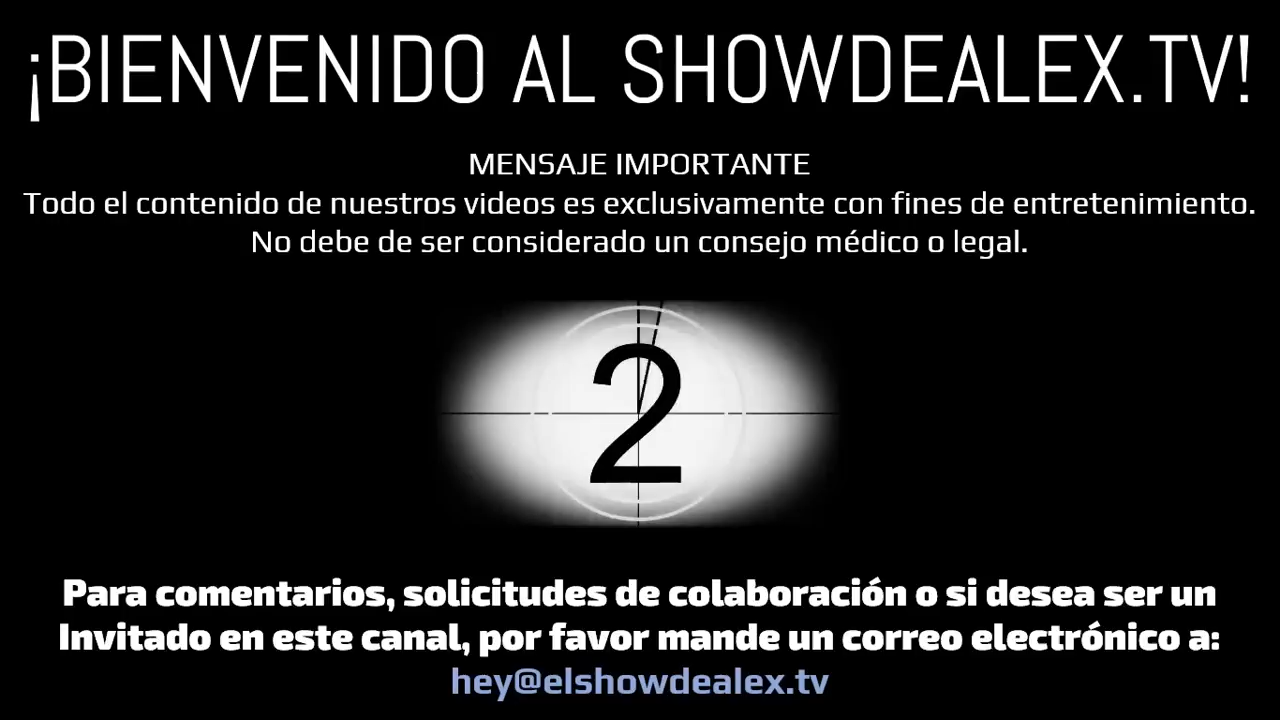 ¡BIENVENIDO AL SHOWDEALEX.TV!
MENSAJE IMPORTANTE
Todo el contenido de nuestros videos es exclusivamente con fines de entretenimiento.
No debe de ser considerado un consejo médico o legal.
2
Para comentarios, solicitudes de colaboración o si desea ser un
Invitado en este canal, por favor mande un correo electrónico a:
hey@elshowdealex.tv